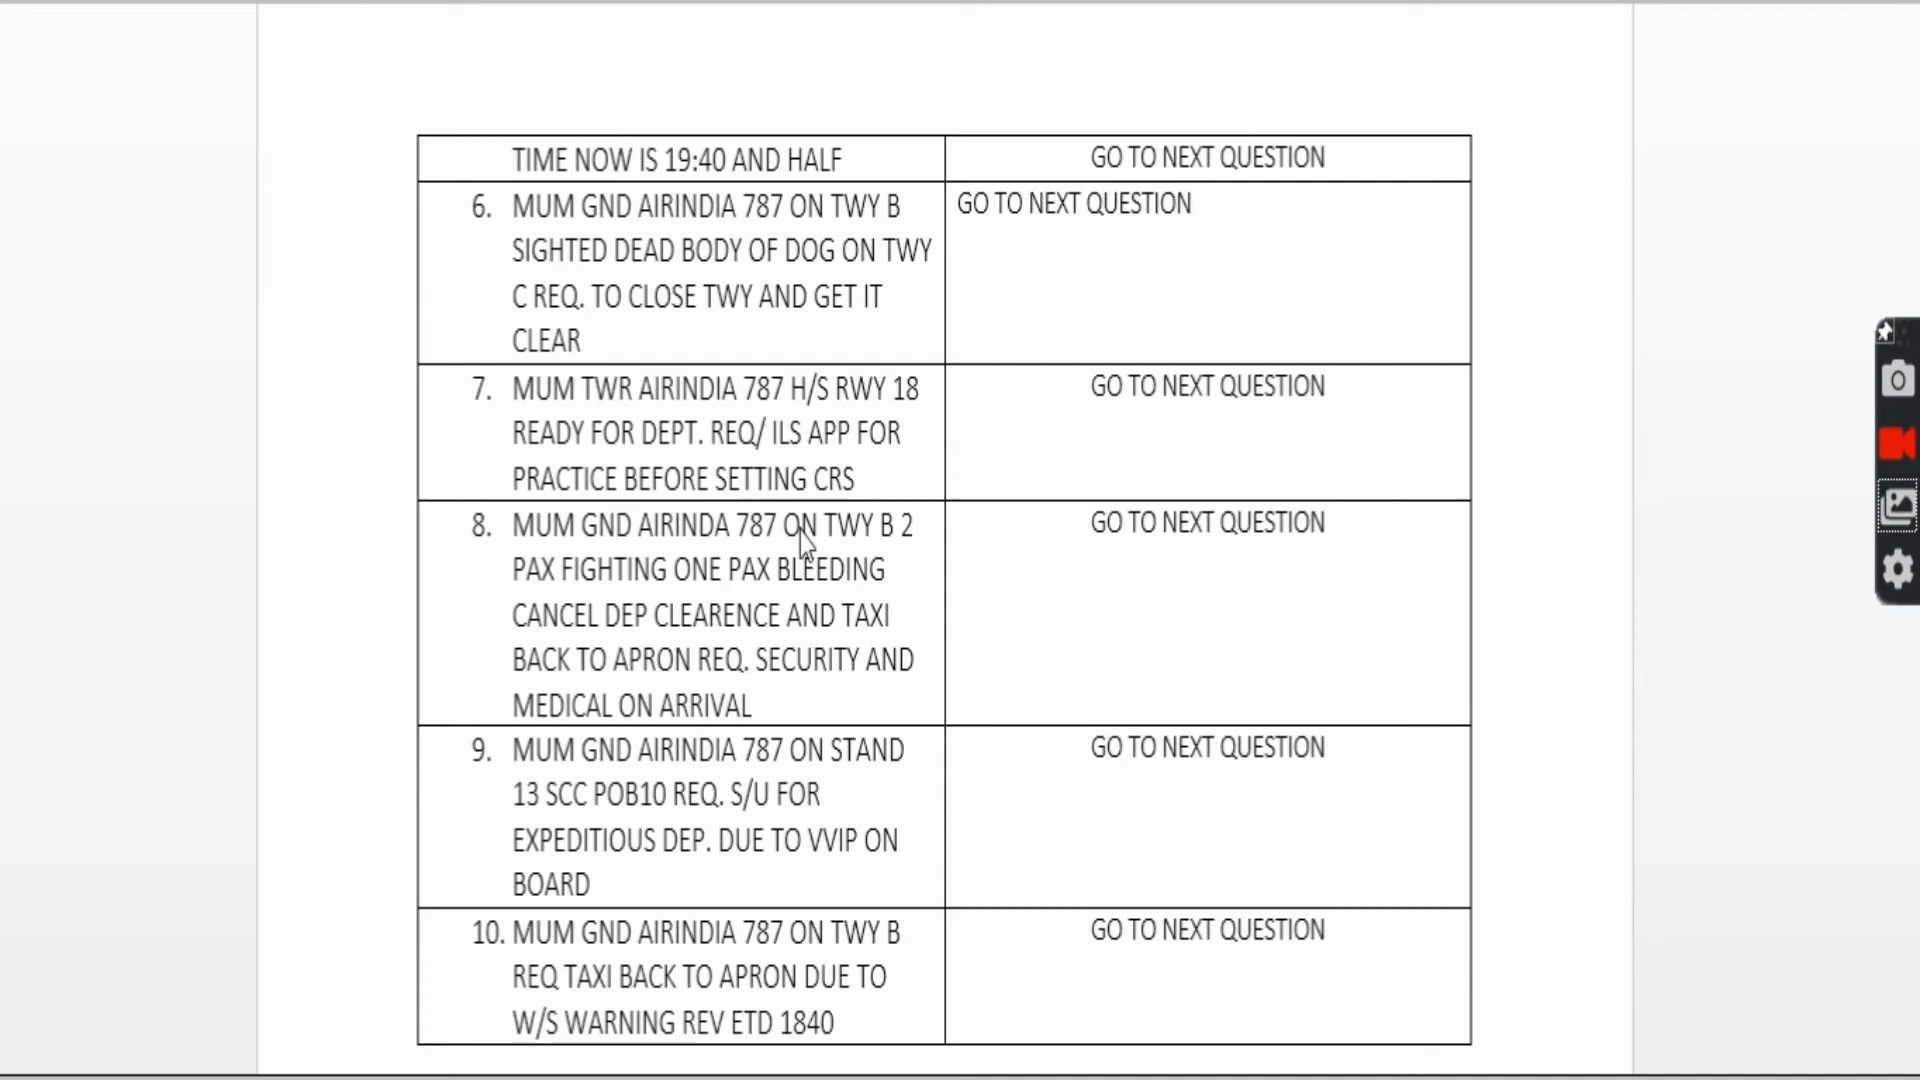 TIME NOW IS 19:40 AND HALF
GO TO NEXT QUESTION
6. MUM GND AIRINDIA 787 ON TWY B
SIGHTED DEAD BODY OF DOG ON TWY
C REQ. TO CLOSE TWY AND GET IT
CLEAR
GO TO NEXT QUESTION
7. MUM TWR AIRINDIA 787 H/S RWY 18
READY FOR DEPT. REQ/ ILS APP FOR
PRACTICE BEFORE SETTING CRS
GO TO NEXT QUESTION
8. MUM GND AIRINDA 787 ON TWY B 2
PAX FIGHTING ONE PAX BLEEDING
CANCEL DEP CLEARENCE AND TAXI
BACK TO APRON REQ. SECURITY AND
MEDICAL ON ARRIVAL
GO TO NEXT QUESTION
9. MUM GND AIRINDIA 787 ON STAND
13 SCC POB10 REQ. S/U FOR
EXPEDITIOUS DEP. DUE TO VVIP ON
BOARD
GO TO NEXT QUESTION
10. MUM GND AIRINDIA 787 ON TWY B
REQ TAXI BACK TO APRON DUE TO
W/S WARNING REV ETD 1840
GO TO NEXT QUESTION